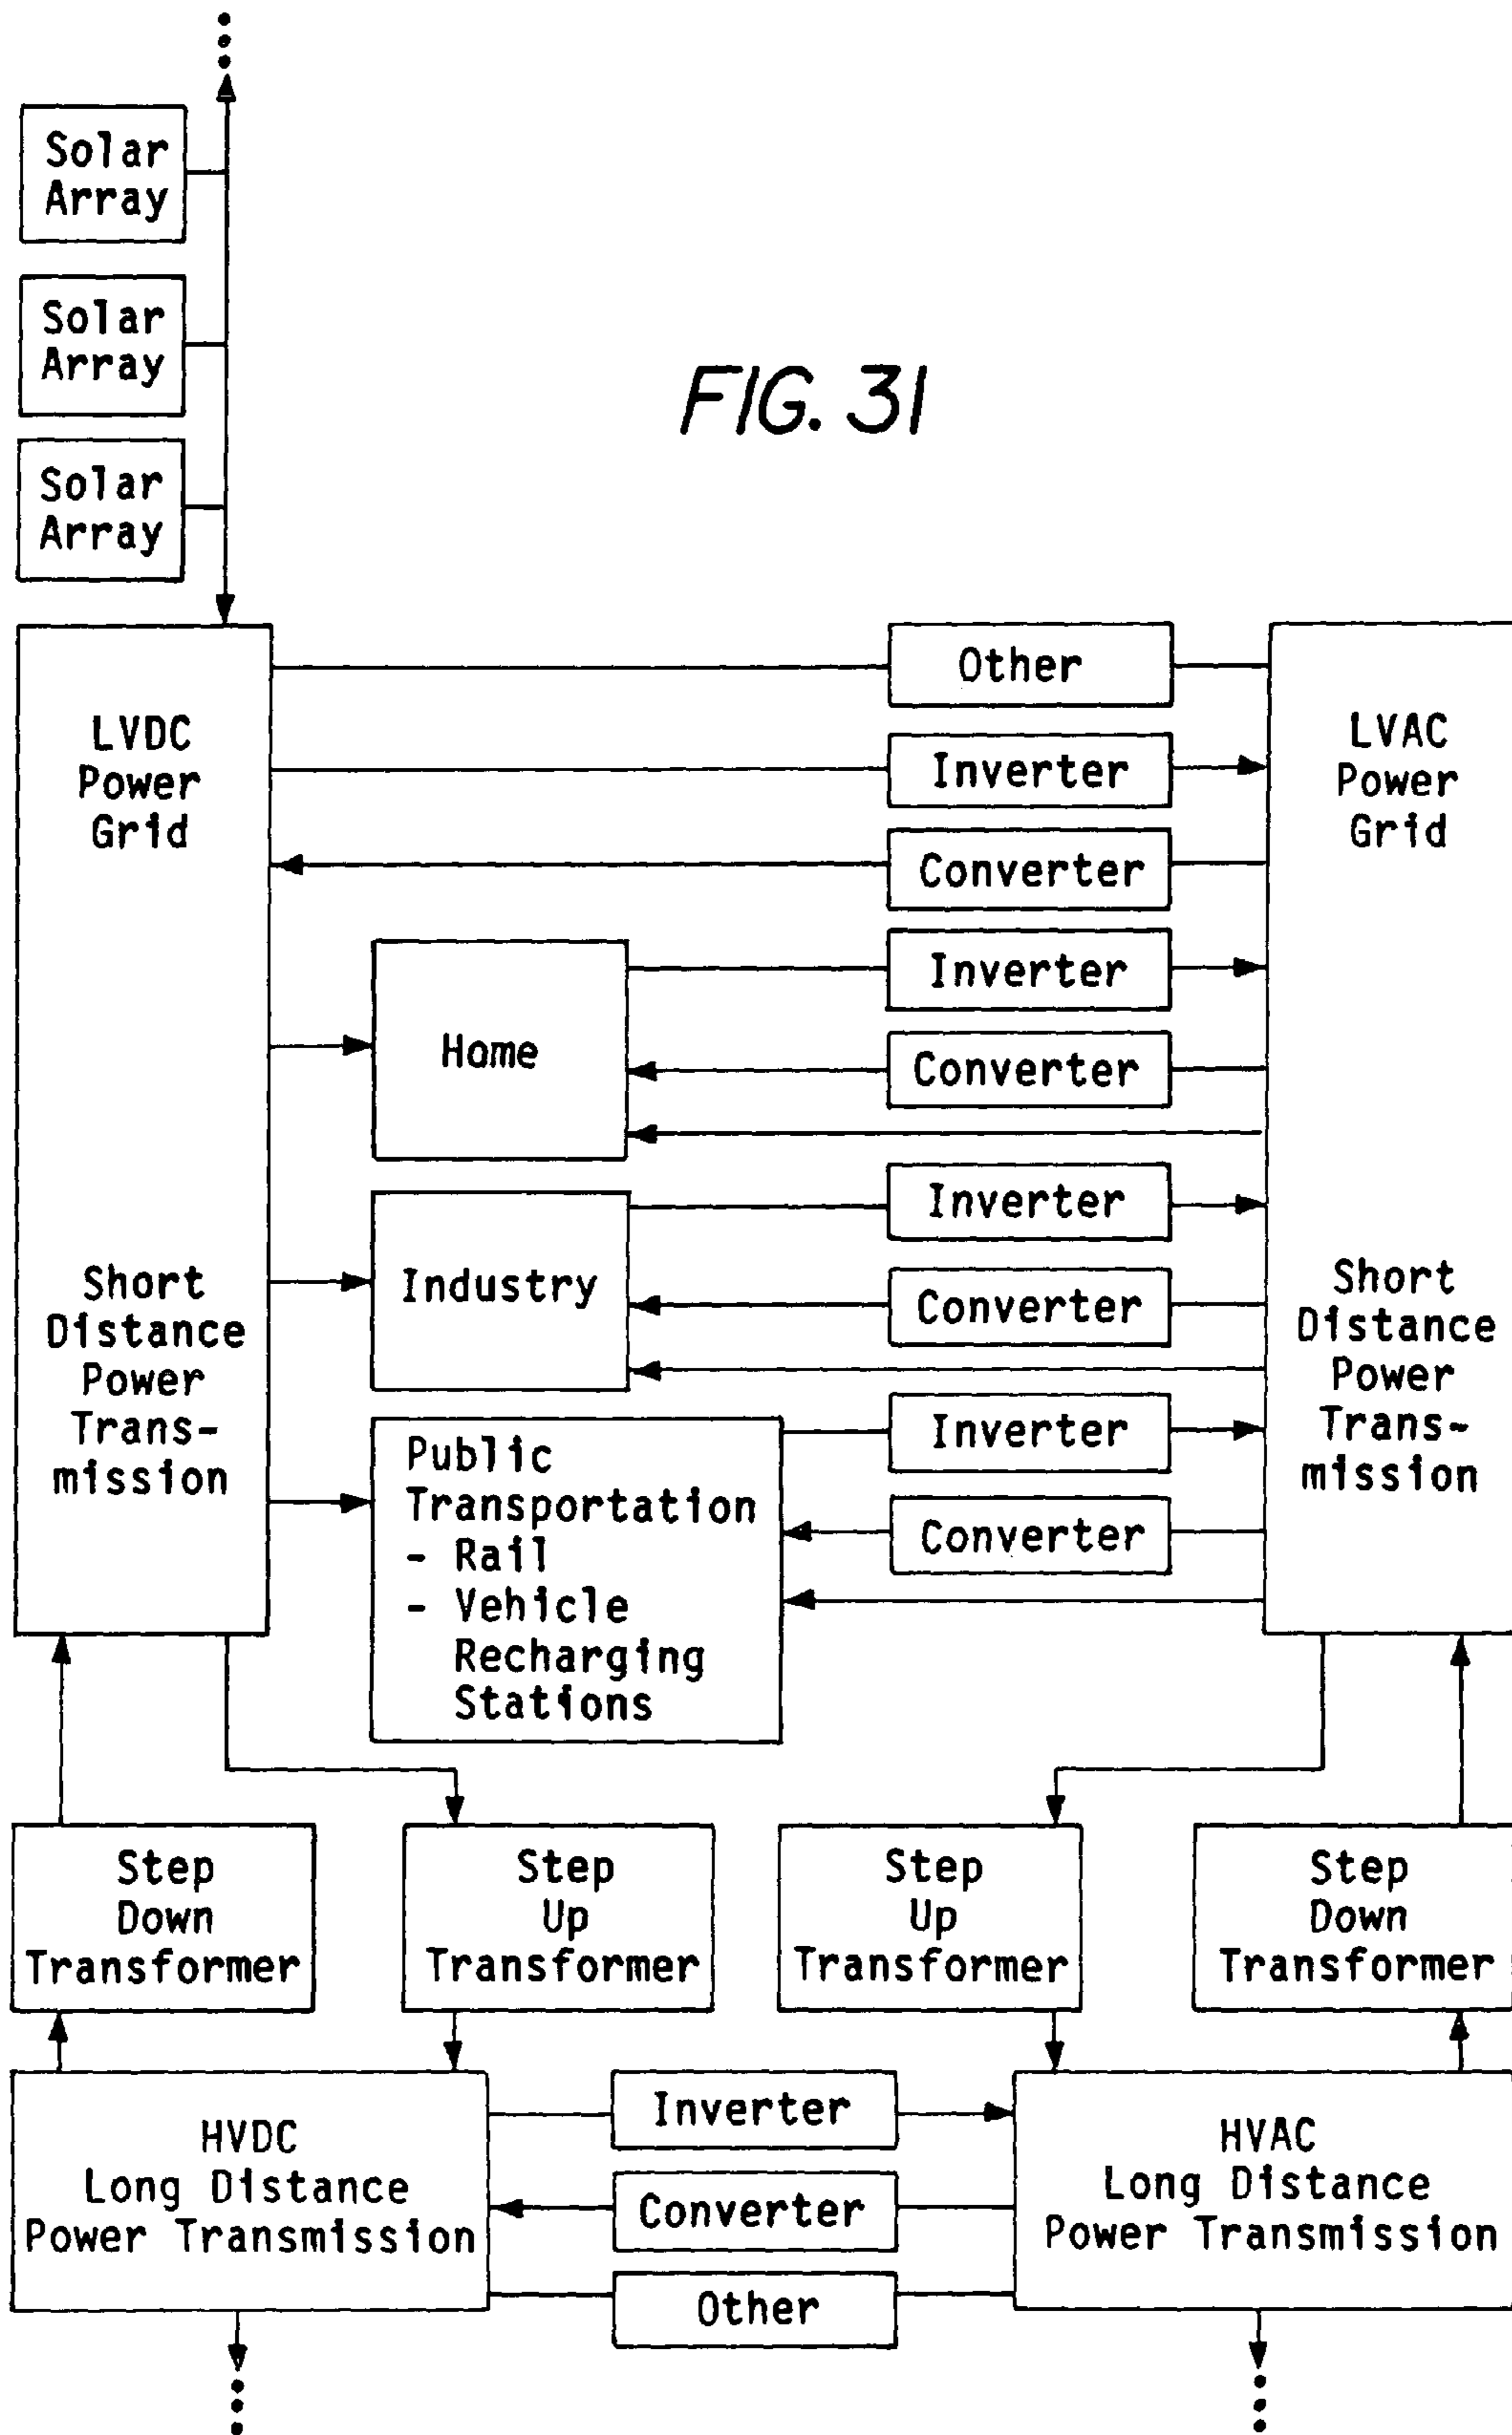 Solar
Array
Solar
Array
FIG. 31
Solar
Array
LVDC
Power
Grid
Short
Distance
Power
Trans-
mission
Other
Inverter
Converter
Inverter
Converter
Inverter
Converter
Inverter
Converter
Home
Industry
Public
Transportation
- Rail
- Vehicle
Recharging
Stations
LVAC
Power
Grid
Short
Distance
Power
Trans-
mission
Step
Down
Transformer
Step
Up
Transformer
Step
Up
Transformer
Step
Down
Transformer
HVDC
Long Distance
Power Transmission
Inverter
Converter
Other
HVAC
Long Distance
Power Transmission